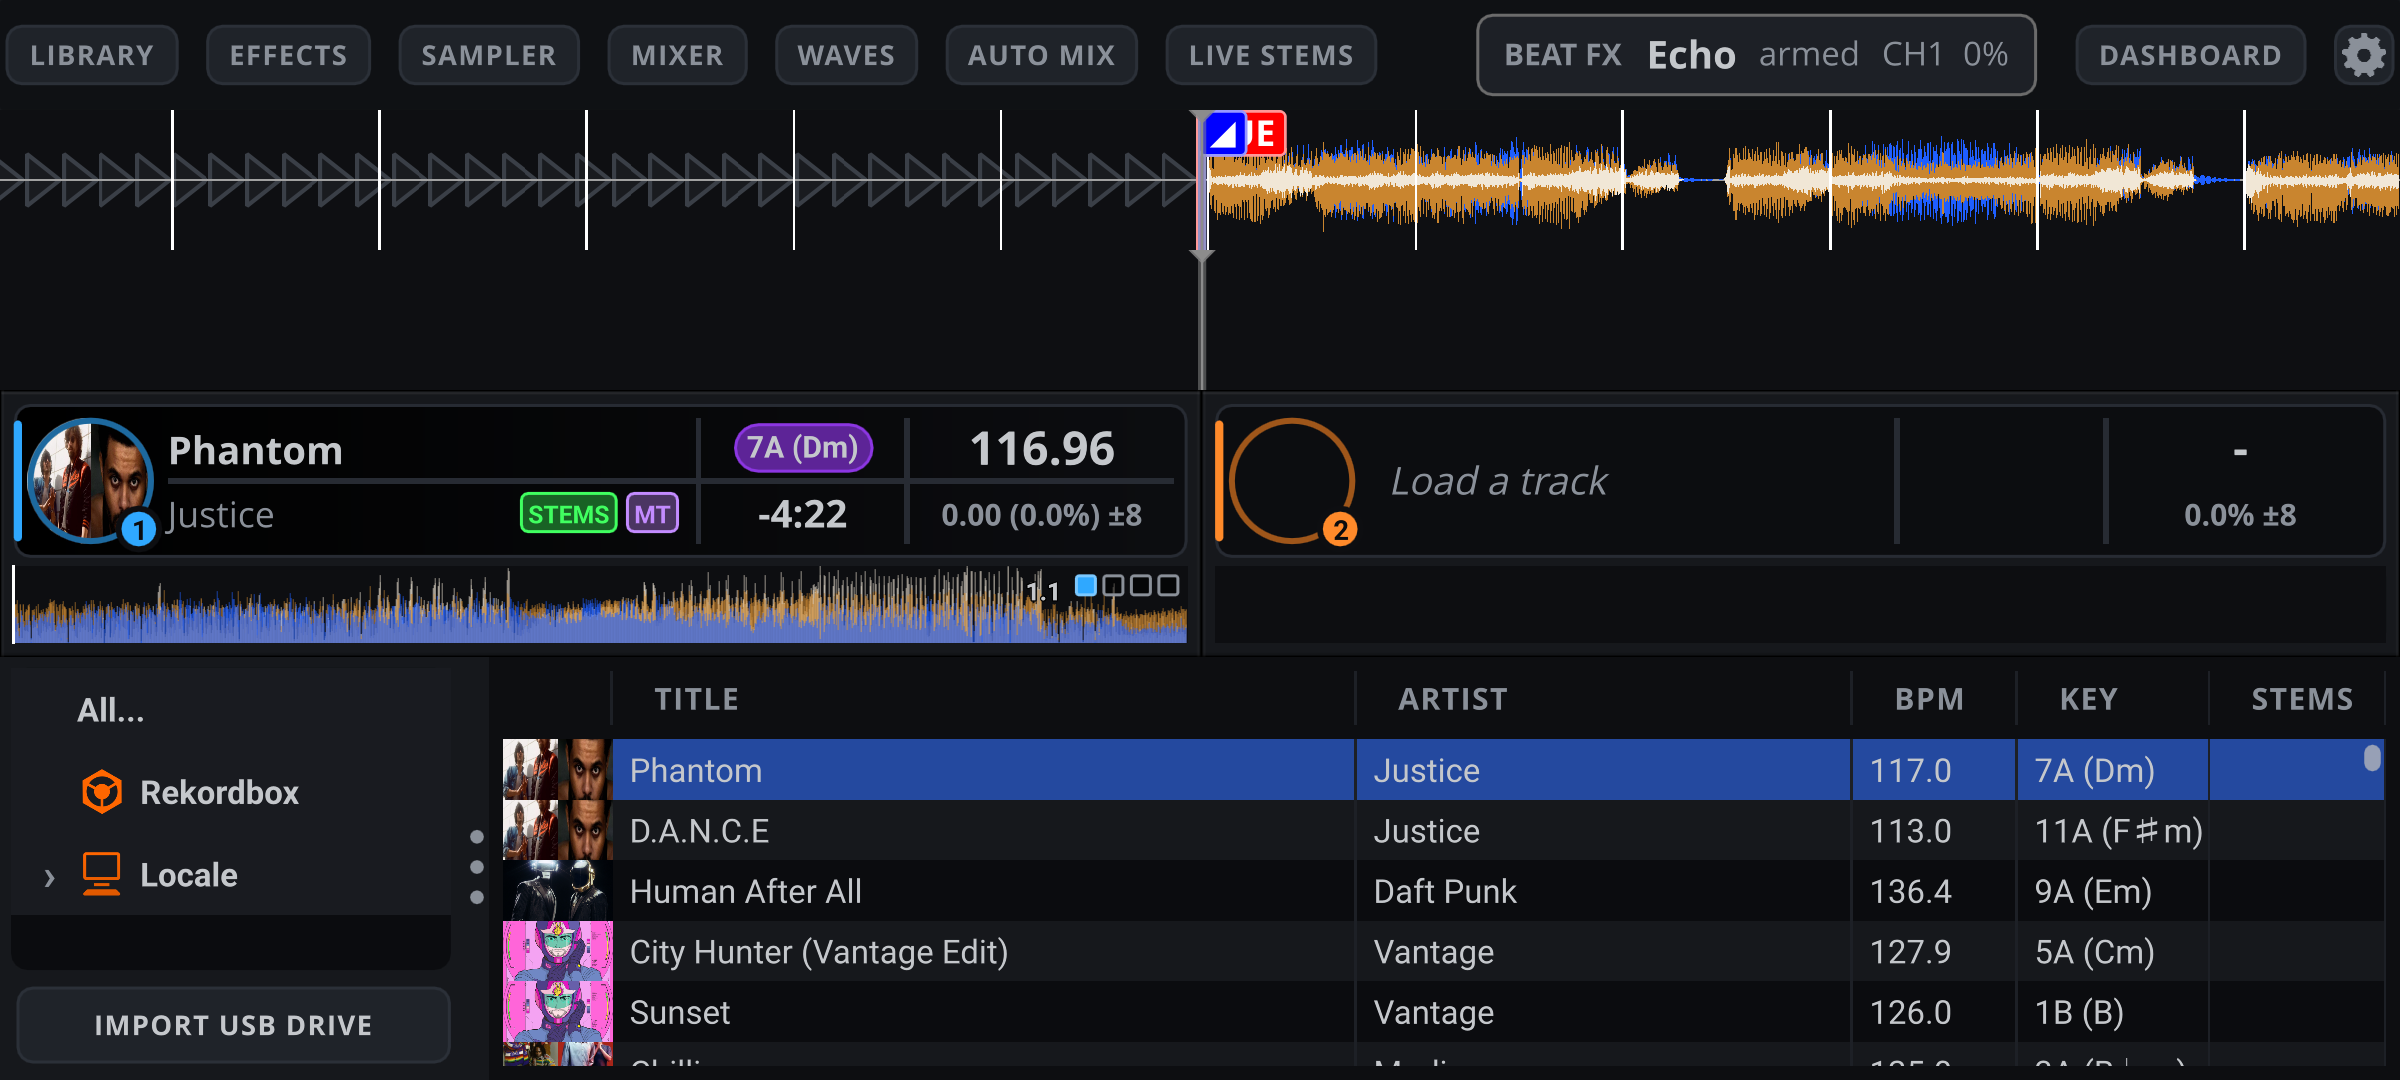 LIBRARY
EFFECTS
SAMPLER
MIXER
WAVES
AUTO MIX
LIVE STEMS
BEAT FX Echo armed CH1 0%
DASHBOARD
Phantom
7A (Dm)
116.96
1
Justice
STEMS
MT
-4:22
0.00 (0.0%) ±8
1.1
Load a track
2
-
0.0% ±8
All...
Rekordbox
Locale
IMPORT USB DRIVE
TITLE ARTIST BPM KEY STEMS
Phantom Justice 117.0 7A (Dm)
D.A.N.C.E Justice 113.0 11A (F♯m)
Human After All Daft Punk 136.4 9A (Em)
City Hunter (Vantage Edit) Vantage 127.9 5A (Cm)
Sunset Vantage 126.0 1B (B)